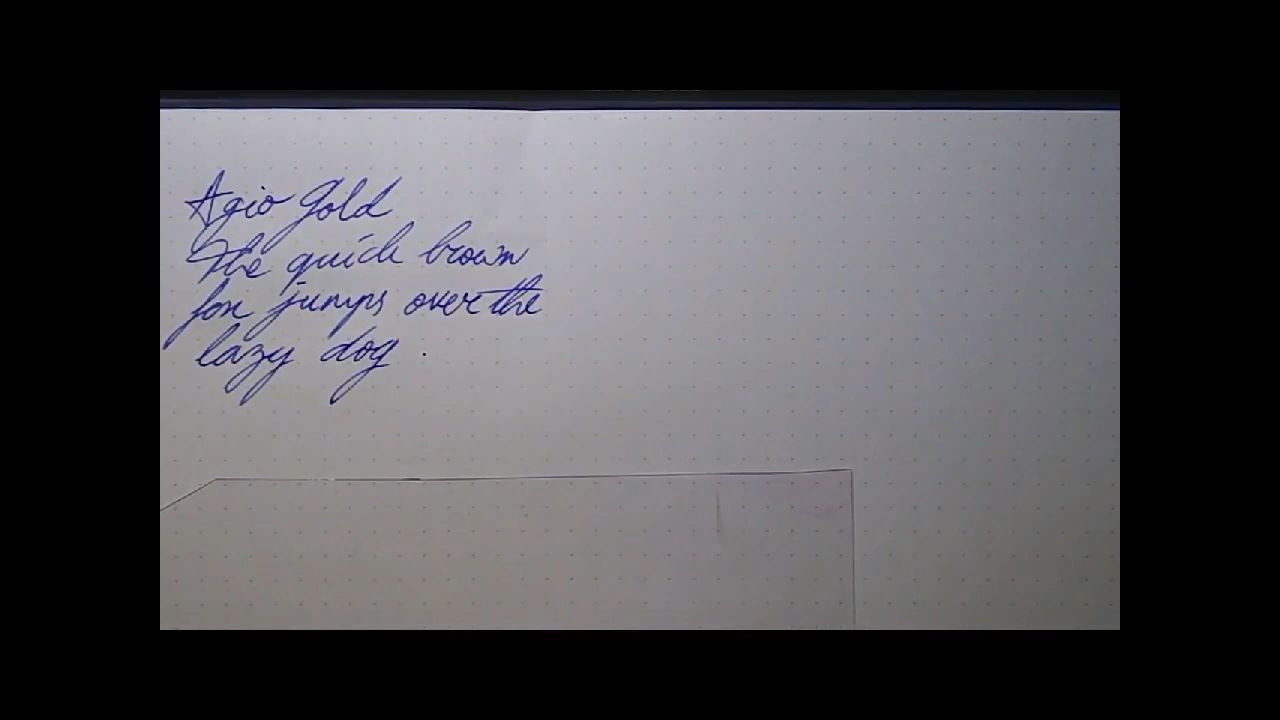 Agio Gold
The quick brown
fox jumps over the
lazy dog .